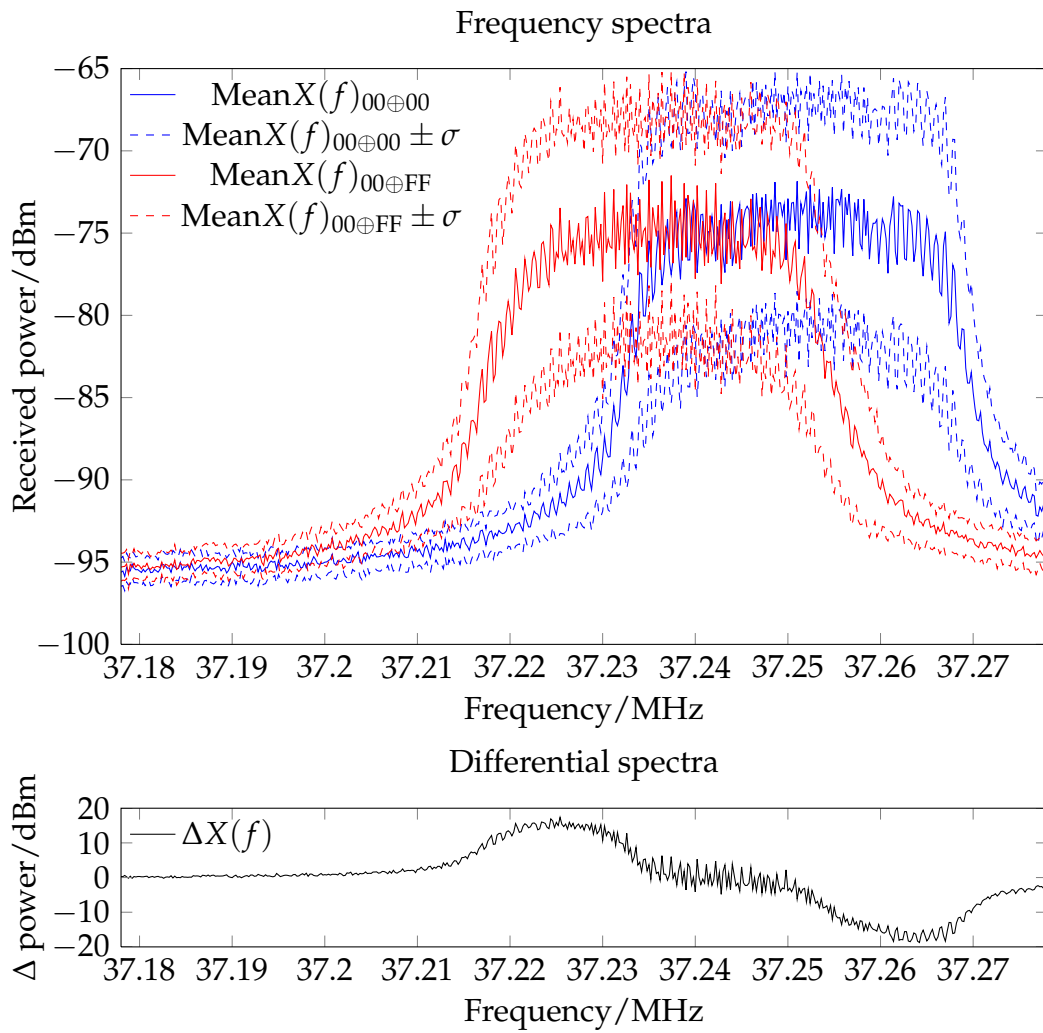 Frequency spectra
Received power/dBm
−65
−70
−75
−80
−85
−90
−95
−100
MeanX(f)00⊕00
MeanX(f)00⊕00 ± σ
MeanX(f)00⊕FF
MeanX(f)00⊕FF ± σ
37.18 37.19 37.2 37.21 37.22 37.23 37.24 37.25 37.26 37.27
Frequency/MHz
Differential spectra
Δ power/dBm
20
10
0
−10
−20
ΔX(f)
37.18 37.19 37.2 37.21 37.22 37.23 37.24 37.25 37.26 37.27
Frequency/MHz